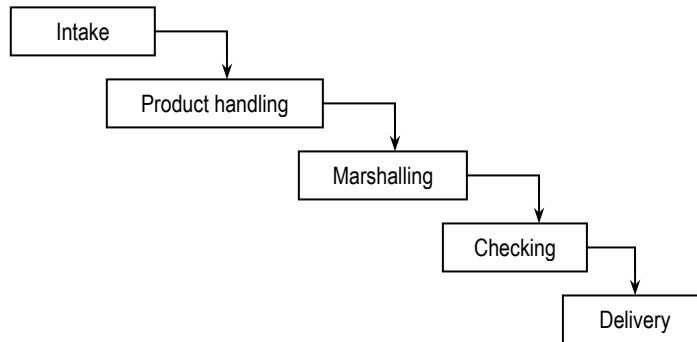 Intake
Product handling
Marshalling
Checking
Delivery